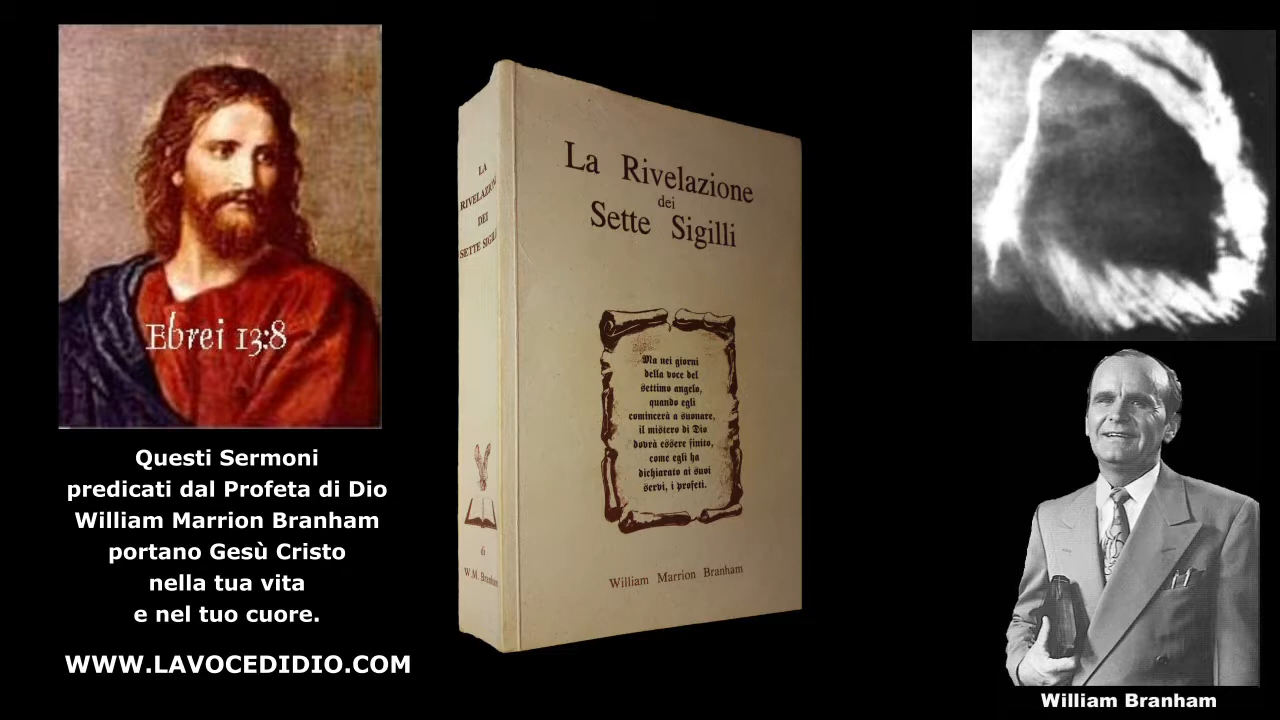 Ebrei 13:8
Questi Sermoni
predicati dal Profeta di Dio
William Marrion Branham
portano Gesù Cristo
nella tua vita
e nel tuo cuore.
WWW.LAVOCEDIDIO.COM
LA
RIVELAZIONE
DEI
SETTE SIGILLI
di
W.M. Branham
La Rivelazione
dei
Sette Sigilli
Ma nei giorni
della voce del
settimo angelo,
quando egli
comincerà a suonare,
il mistero di Dio
dovrà essere finito,
come egli ha
dichiarato ai suoi
servi, i profeti.
William Marrion Branham
William Branham